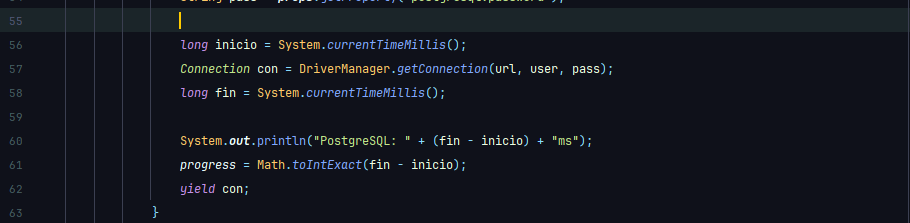 55
56 long inicio = System.currentTimeMillis();
57 Connection con = DriverManager.getConnection(url, user, pass);
58 long fin = System.currentTimeMillis();
59
60 System.out.println("PostgreSQL: " + (fin - inicio) + "ms");
61 progress = Math.toIntExact(fin - inicio);
62 yield con;
63 }